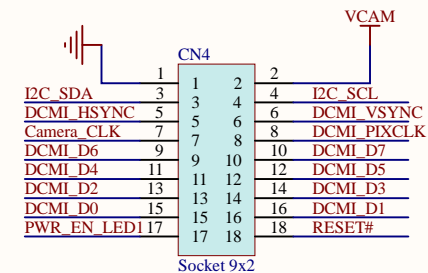 VCAM
CN4
1 1 2 2
I2C_SDA 3 3 4 4 I2C_SCL
DCMI_HSYNC 5 5 6 6 DCMI_VSYNC
Camera_CLK 7 7 8 8 DCMI_PIXCLK
DCMI_D6 9 9 10 10 DCMI_D7
DCMI_D4 11 11 12 12 DCMI_D5
DCMI_D2 13 13 14 14 DCMI_D3
DCMI_D0 15 15 16 16 DCMI_D1
PWR_EN_LED1 17 17 18 18 RESET#
Socket 9x2